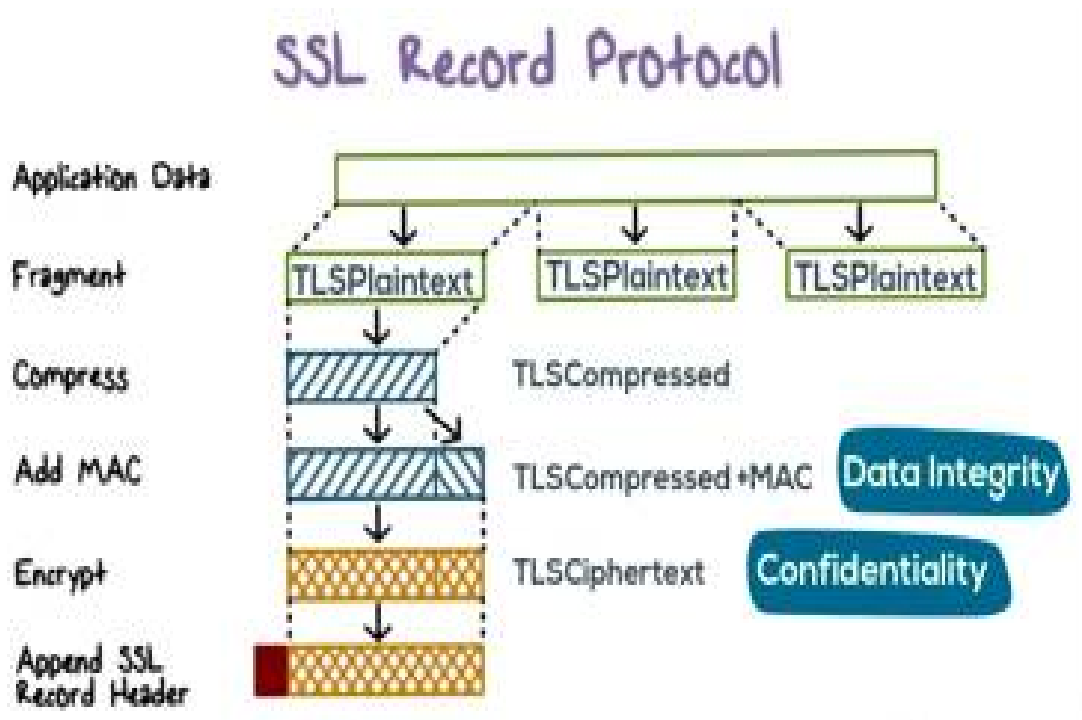 SSL Record Protocol
Application Data
Fragment
TLSPlaintext
TLSPlaintext
TLSPlaintext
Compress
TLSCompressed
Add MAC
TLSCompressed +MAC
Data Integrity
Encrypt
TLSCiphertext
Confidentiality
Append SSL
Record Header